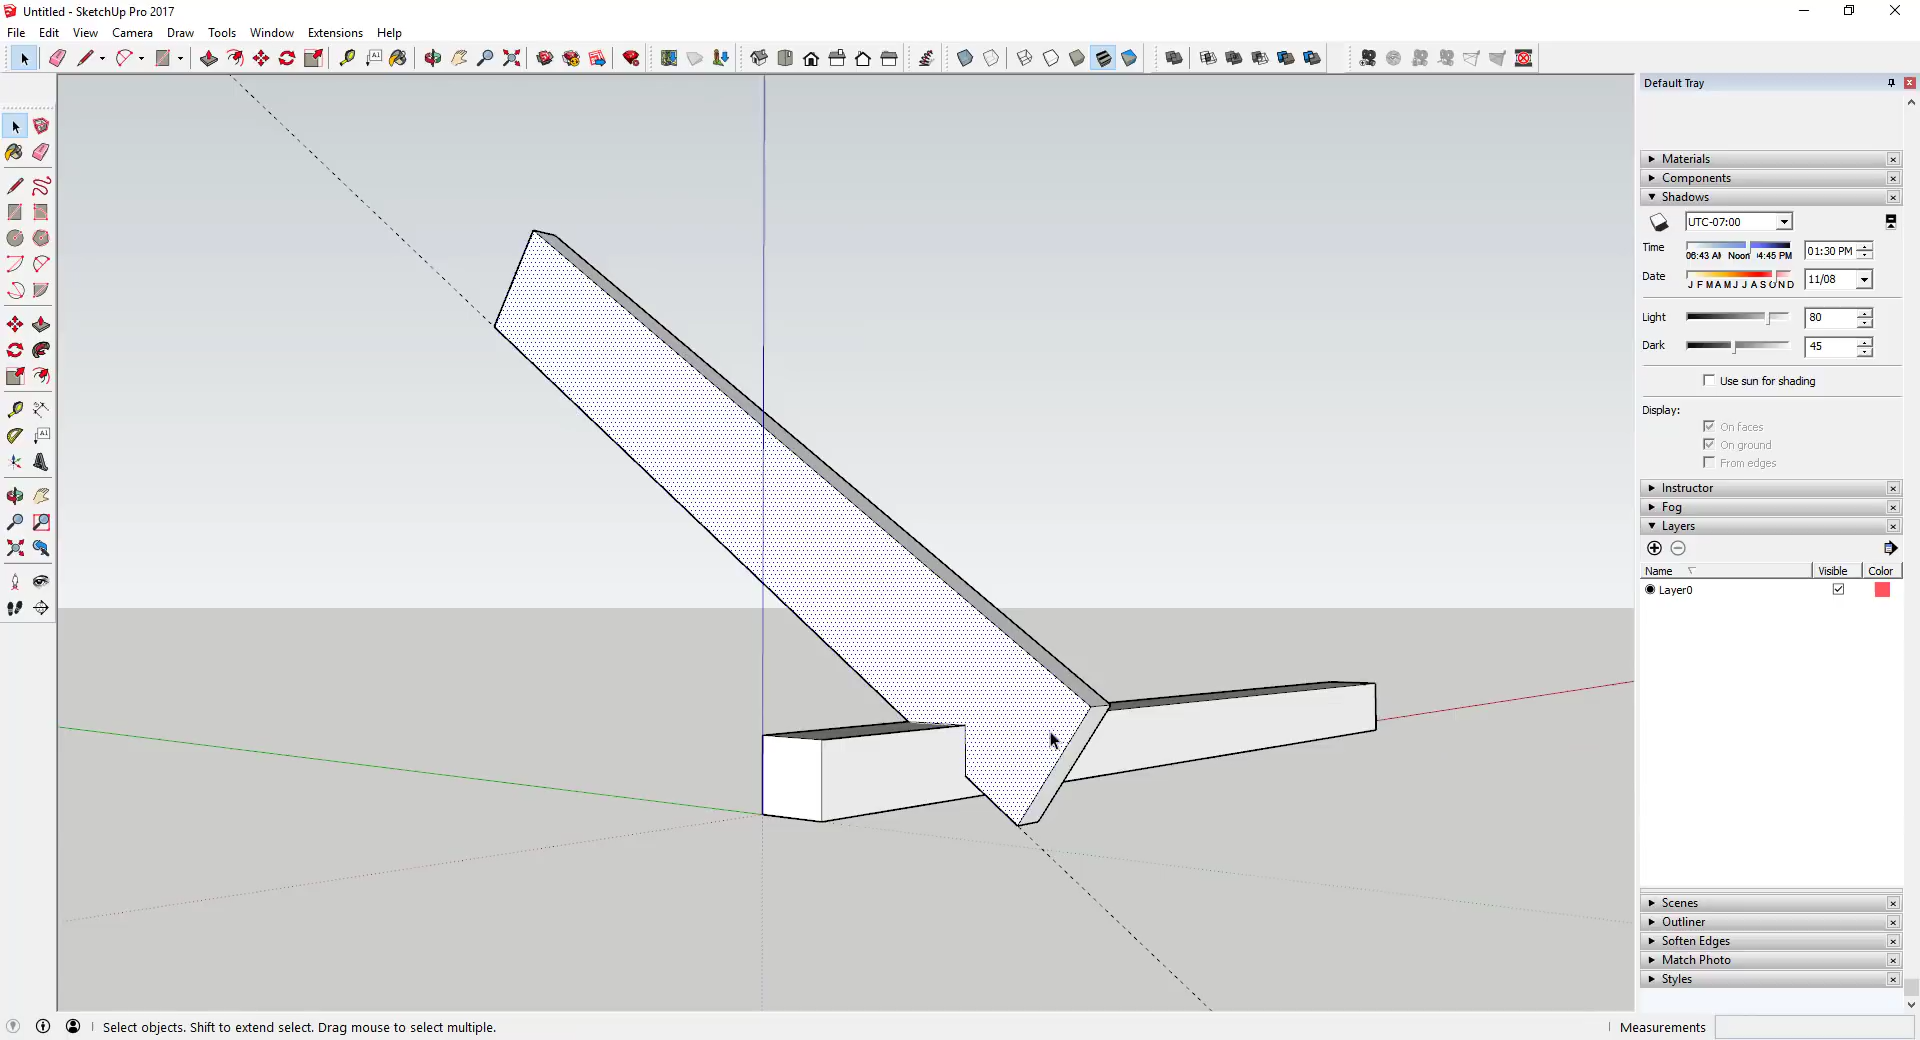 Untitled - SketchUp Pro 2017
File Edit View Camera Draw Tools Window Extensions Help
Default Tray
Materials
Components
Shadows
UTC-07:00
Time
06:43 AM Noon 04:45 PM
01:30 PM
Date
J F M A M J J A S O N D
11/08
Light
80
Dark
45
Use sun for shading
Display:
On faces
On ground
From edges
Instructor
Fog
Layers
Name Visible Color
Layer0
Scenes
Outliner
Soften Edges
Match Photo
Styles
Select objects. Shift to extend select. Drag mouse to select multiple.
Measurements